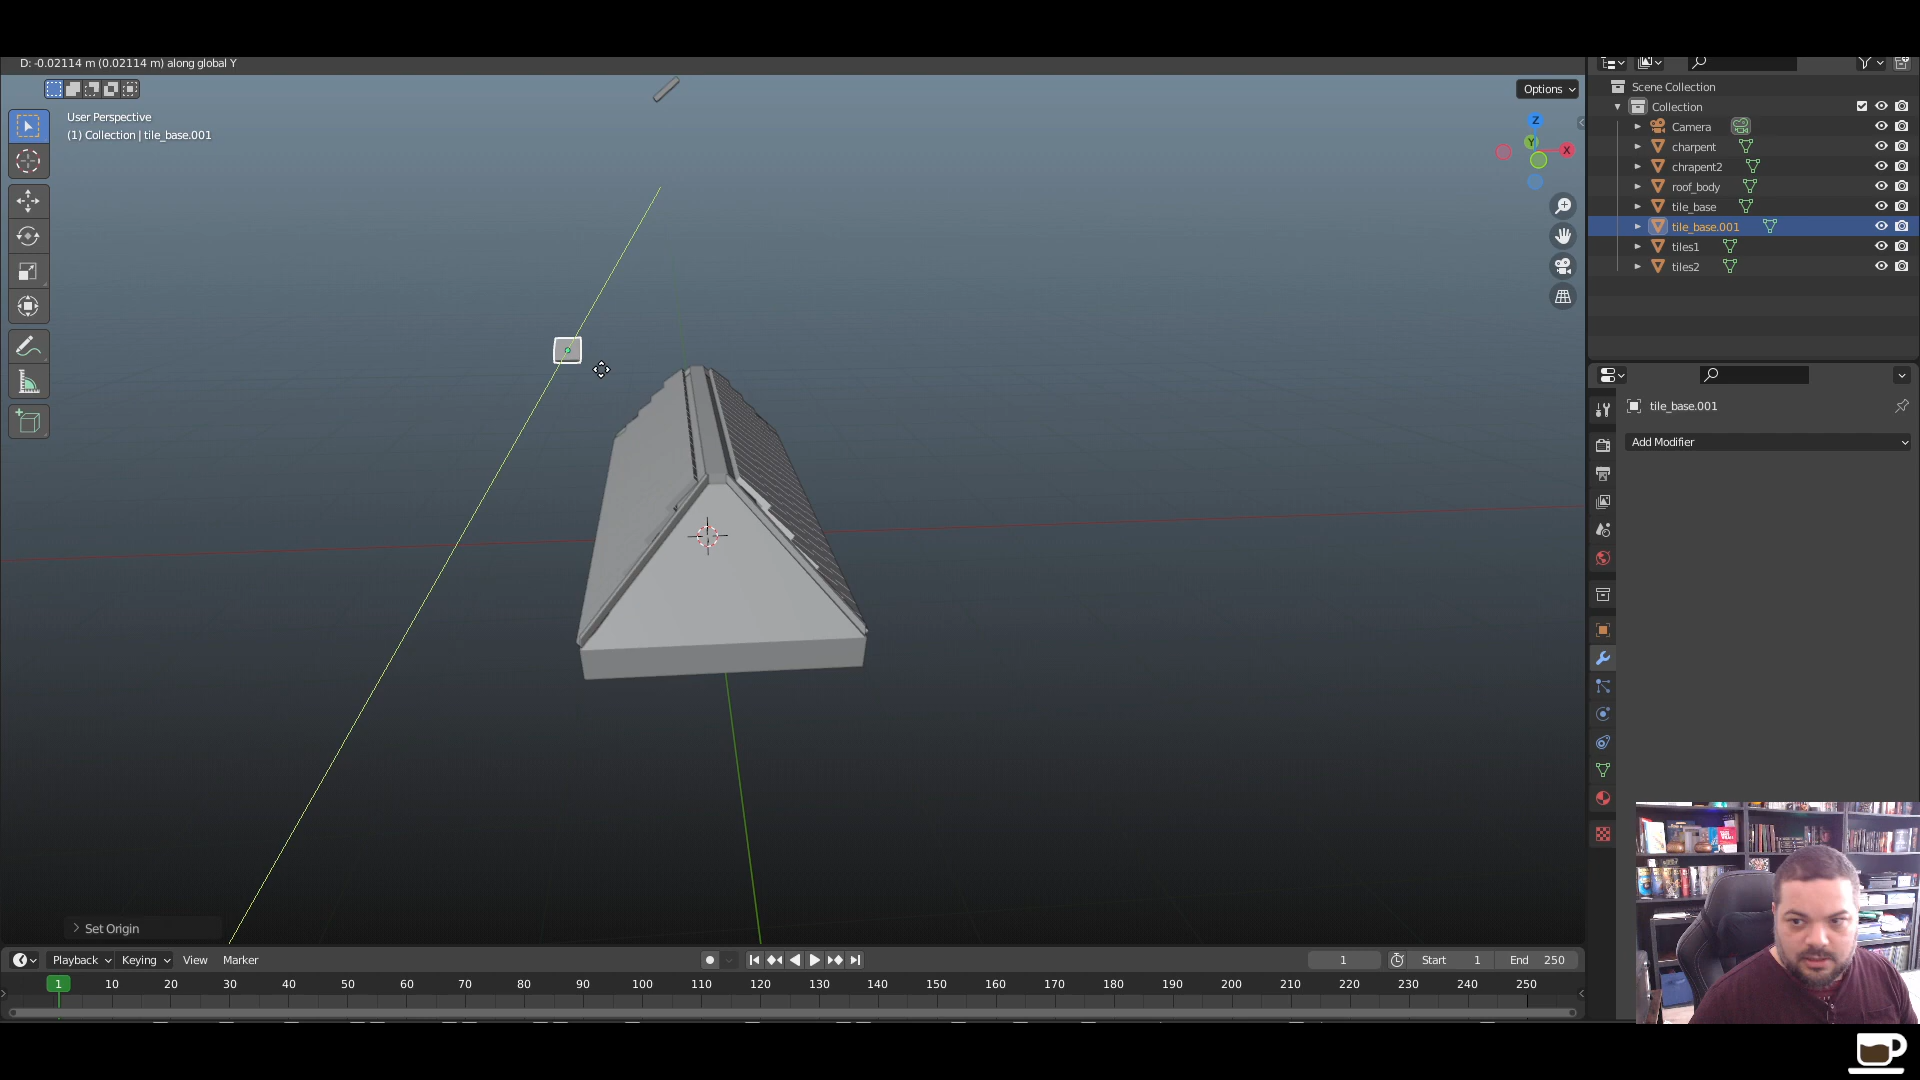 D: -0.02114 m (0.02114 m) along global Y
Options
User Perspective
(1) Collection | tile_base.001
Z
Y
X
Scene Collection
Collection
Camera
charpent
chrapent2
roof_body
tile_base
tile_base.001
tiles1
tiles2
tile_base.001
Add Modifier
Set Origin
Playback
Keying
View
Marker
1
Start 1
End 250
1 10 20 30 40 50 60 70 80 90 100 110 120 130 140 150 160 170 180 190 200 210 220 230 240 250